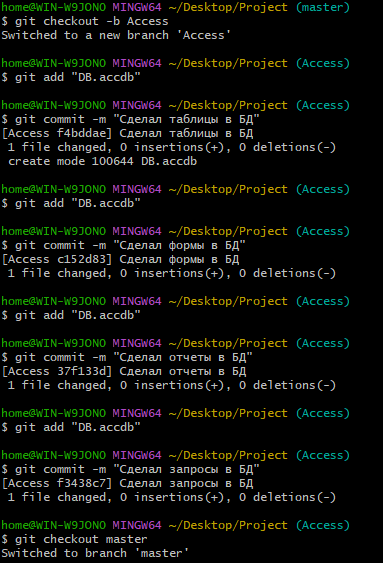 home@WIN-W9JONO MINGW64 ~/Desktop/Project (master)
$ git checkout -b Access
Switched to a new branch 'Access'
home@WIN-W9JONO MINGW64 ~/Desktop/Project (Access)
$ git add "DB.accdb"
home@WIN-W9JONO MINGW64 ~/Desktop/Project (Access)
$ git commit -m "Сделал таблицы в БД"
[Access f4bddae] Сделал таблицы в БД
1 file changed, 0 insertions(+), 0 deletions(-)
create mode 100644 DB.accdb
home@WIN-W9JONO MINGW64 ~/Desktop/Project (Access)
$ git add "DB.accdb"
home@WIN-W9JONO MINGW64 ~/Desktop/Project (Access)
$ git commit -m "Сделал формы в БД"
[Access c152d83] Сделал формы в БД
1 file changed, 0 insertions(+), 0 deletions(-)
home@WIN-W9JONO MINGW64 ~/Desktop/Project (Access)
$ git add "DB.accdb"
home@WIN-W9JONO MINGW64 ~/Desktop/Project (Access)
$ git commit -m "Сделал отчеты в БД"
[Access 37f133d] Сделал отчеты в БД
1 file changed, 0 insertions(+), 0 deletions(-)
home@WIN-W9JONO MINGW64 ~/Desktop/Project (Access)
$ git add "DB.accdb"
home@WIN-W9JONO MINGW64 ~/Desktop/Project (Access)
$ git commit -m "Сделал запросы в БД"
[Access f3438c7] Сделал запросы в БД
1 file changed, 0 insertions(+), 0 deletions(-)
home@WIN-W9JONO MINGW64 ~/Desktop/Project (Access)
$ git checkout master
Switched to branch 'master'